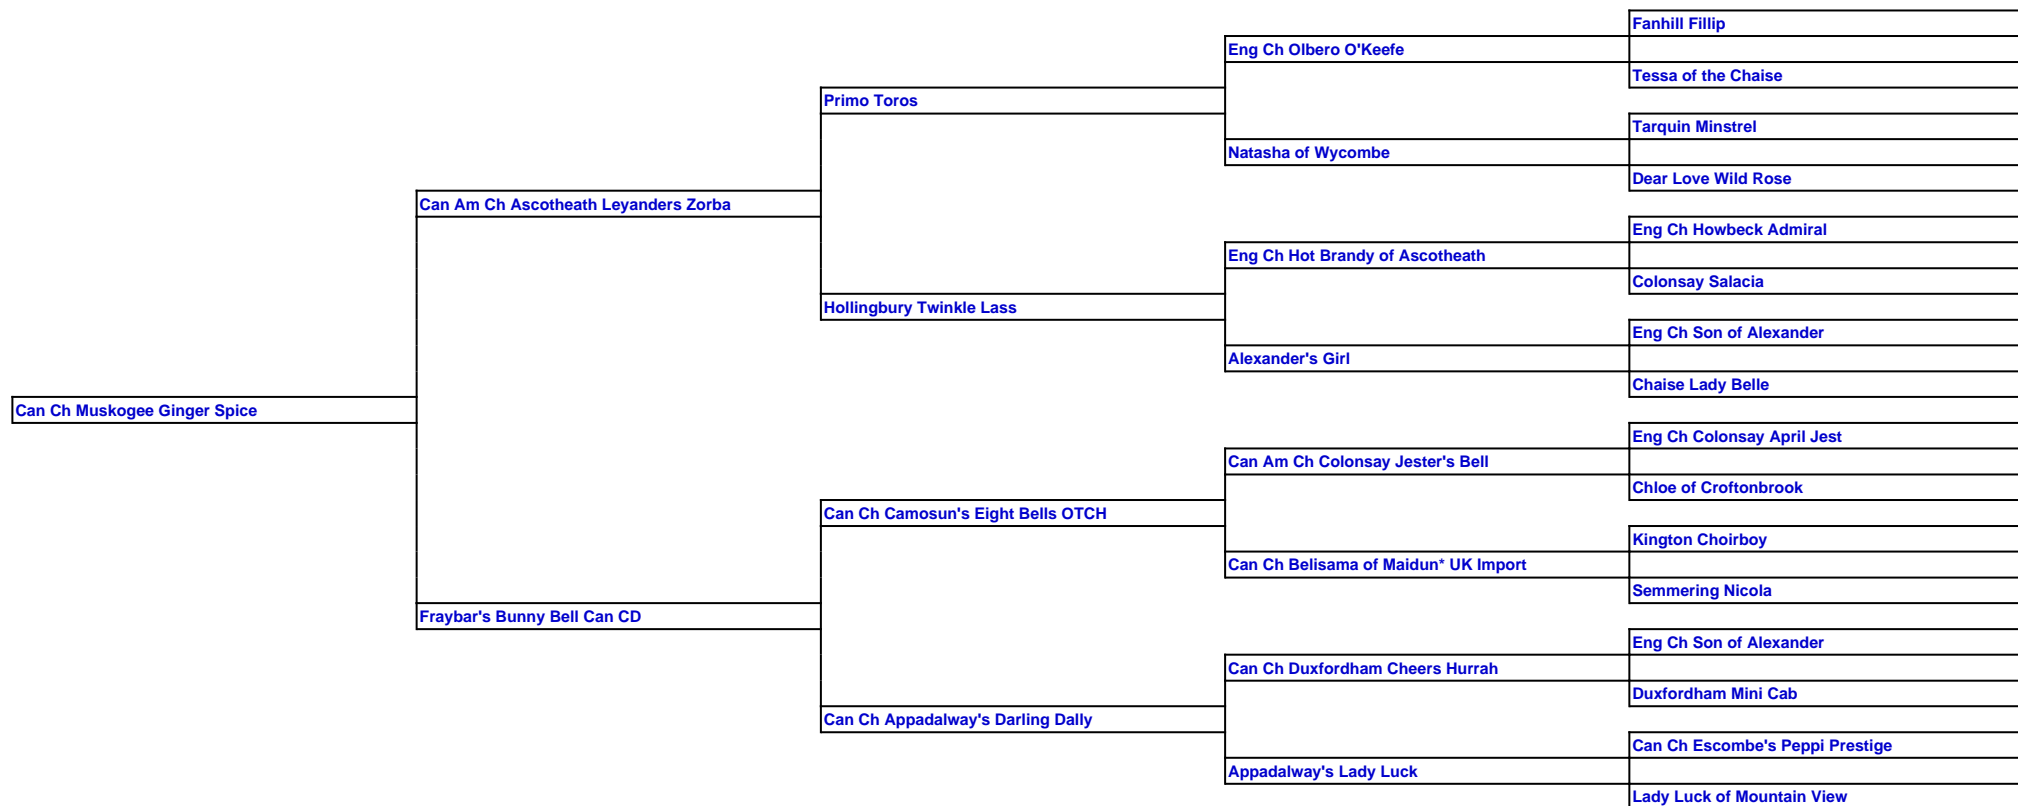 Fanhill Fillip
Eng Ch Olbero O'Keefe
Tessa of the Chaise
Primo Toros
Tarquin Minstrel
Natasha of Wycombe
Dear Love Wild Rose
Can Am Ch Ascotheath Leyanders Zorba
Eng Ch Howbeck Admiral
Eng Ch Hot Brandy of Ascotheath
Colonsay Salacia
Hollingbury Twinkle Lass
Eng Ch Son of Alexander
Alexander's Girl
Chaise Lady Belle
Can Ch Muskogee Ginger Spice
Eng Ch Colonsay April Jest
Can Am Ch Colonsay Jester's Bell
Chloe of Croftonbrook
Can Ch Camosun's Eight Bells OTCH
Kington Choirboy
Can Ch Belisama of Maidun* UK Import
Semmering Nicola
Fraybar's Bunny Bell Can CD
Eng Ch Son of Alexander
Can Ch Duxfordham Cheers Hurrah
Duxfordham Mini Cab
Can Ch Appadalway's Darling Dally
Can Ch Escombe's Peppi Prestige
Appadalway's Lady Luck
Lady Luck of Mountain View